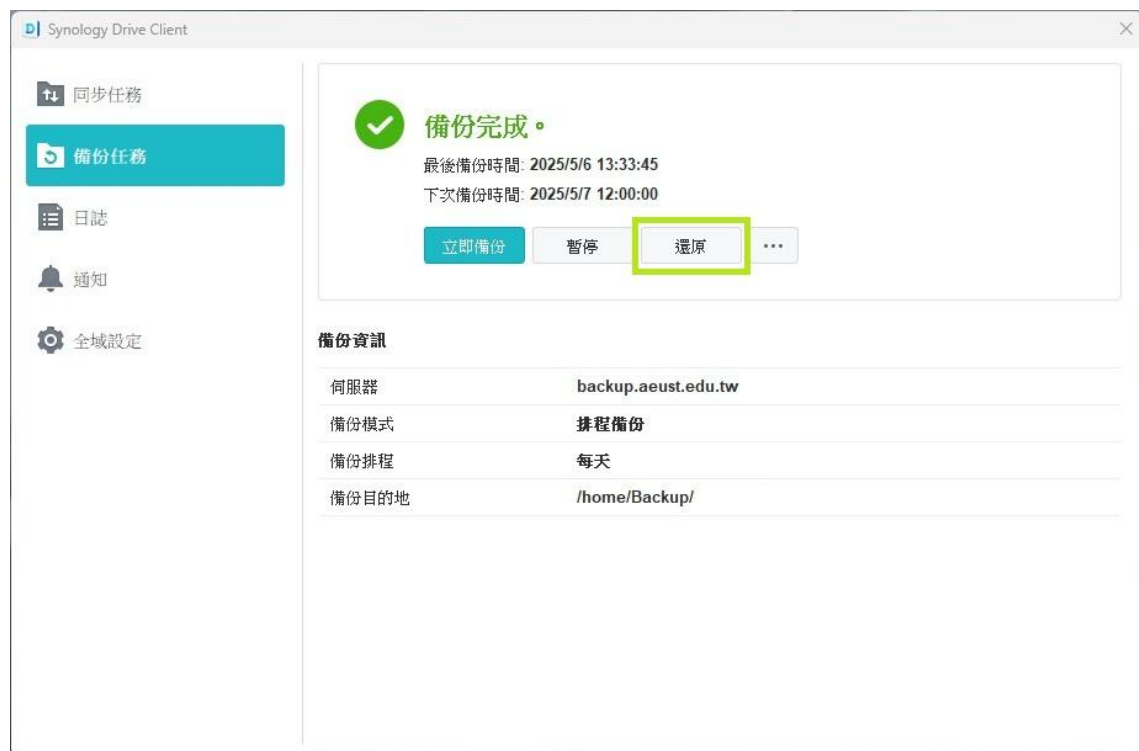 Synology Drive Client
同步任務
備份任務
日誌
通知
全域設定
備份完成。
最後備份時間: 2025/5/6 13:33:45
下次備份時間: 2025/5/7 12:00:00
立即備份 暫停 還原 ...
備份資訊
伺服器 backup.aeust.edu.tw
備份模式 排程備份
備份排程 每天
備份目的地 /home/Backup/